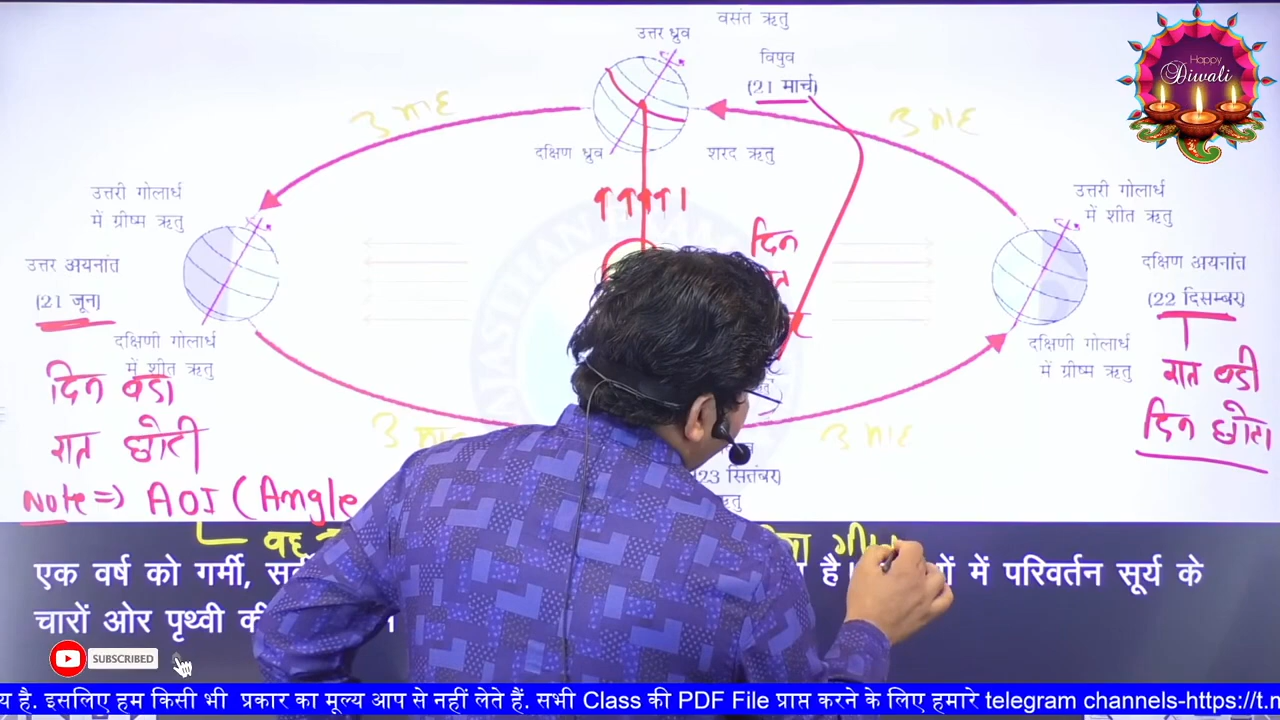 वसंत ऋतु
उत्तर ध्रुव
विषुव
(21 मार्च)
Happy
Diwali
3 माह
3 माह
दक्षिण ध्रुव
शरद ऋतु
उत्तरी गोलार्ध
में ग्रीष्म ऋतु
उत्तरी गोलार्ध
में शीत ऋतु
दिन
उत्तर अयनांत
(21 जून)
दक्षिण अयनांत
(22 दिसम्बर)
दक्षिणी गोलार्ध
में शीत ऋतु
दक्षिणी गोलार्ध
में ग्रीष्म ऋतु
दिन बडा
रात छोटी
रात बडी
दिन छोटा
3 माह
3 माह
(23 सितंबर)
Note => AOI (Angle
वह
एक वर्ष को गर्मी, है। में परिवर्तन सूर्य के
चारों ओर पृथ्वी की
SUBSCRIBED
है. इसलिए हम किसी भी प्रकार का मूल्य आप से नहीं लेते हैं. सभी Class की PDF File प्राप्त करने के लिए हमारे telegram channels-https://t.m